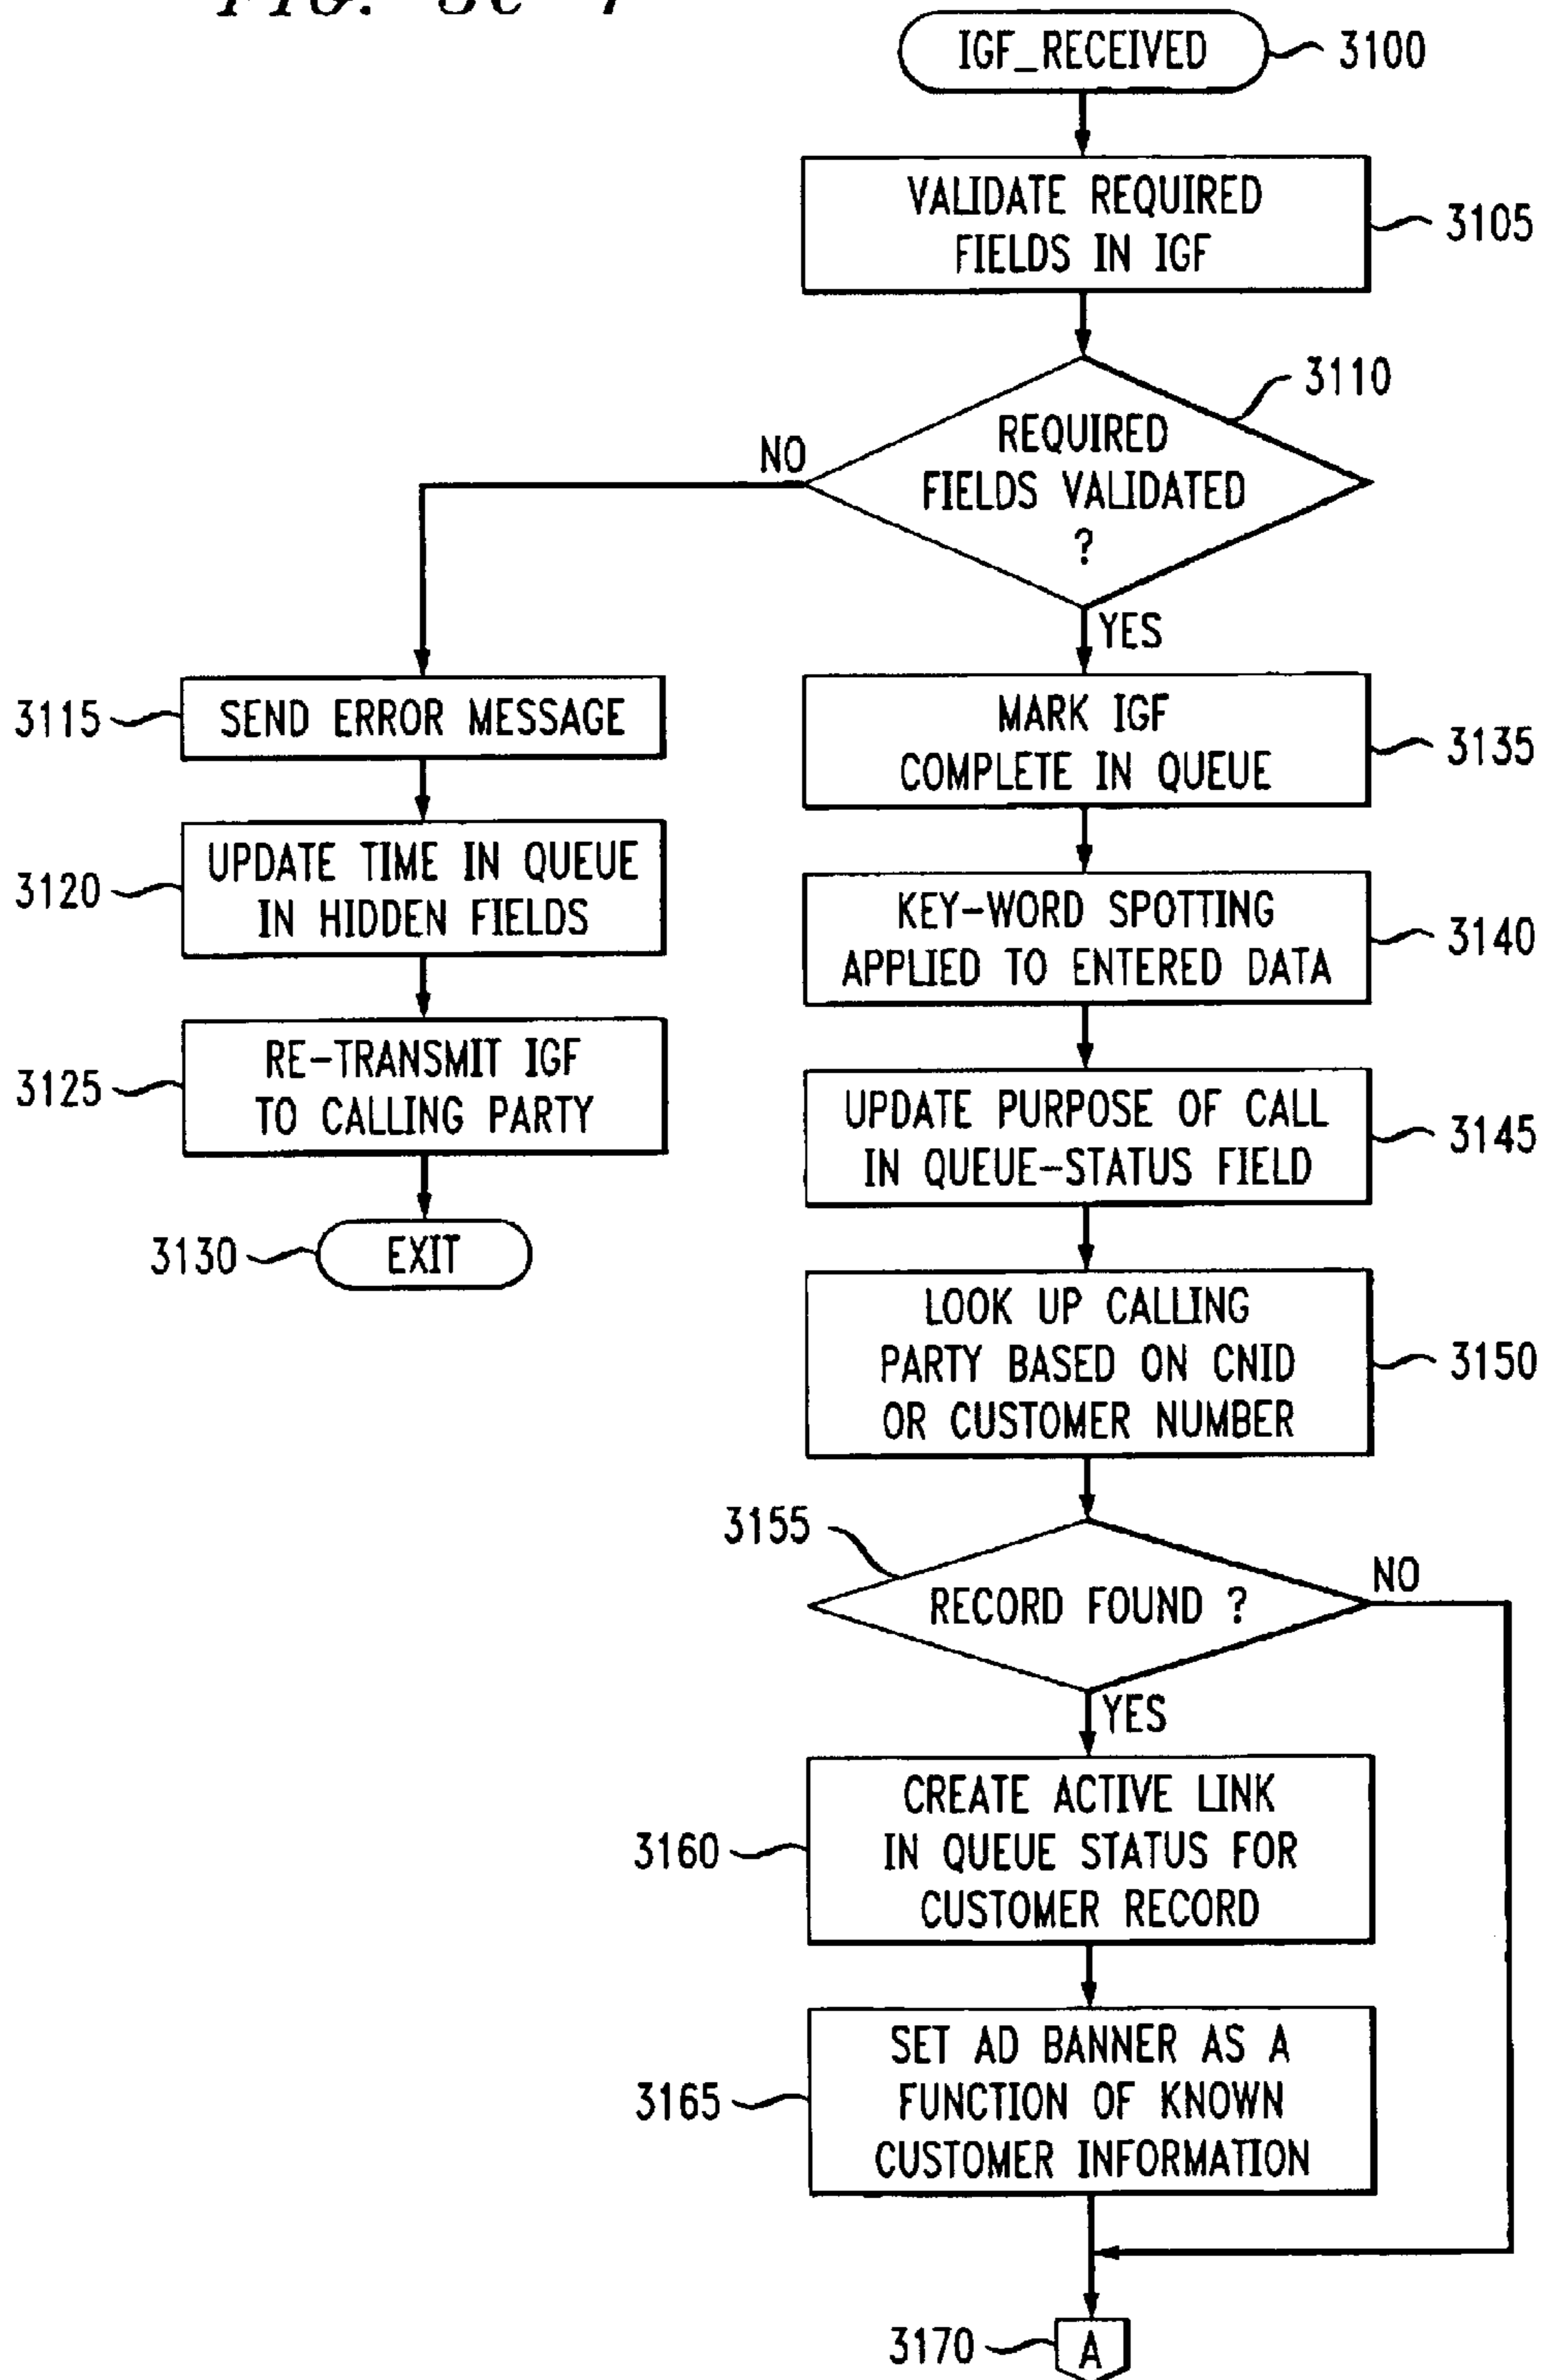 FIG. 3C-1
IGF_RECEIVED
3100
VALIDATE REQUIRED
FIELDS IN IGF
3105
3110
REQUIRED
FIELDS VALIDATED
?
NO
YES
3115
SEND ERROR MESSAGE
3120
UPDATE TIME IN QUEUE
IN HIDDEN FIELDS
3125
RE-TRANSMIT IGF
TO CALLING PARTY
3130
EXIT
MARK IGF
COMPLETE IN QUEUE
3135
KEY-WORD SPOTTING
APPLIED TO ENTERED DATA
3140
UPDATE PURPOSE OF CALL
IN QUEUE-STATUS FIELD
3145
LOOK UP CALLING
PARTY BASED ON CNID
OR CUSTOMER NUMBER
3150
3155
RECORD FOUND ?
NO
YES
3160
CREATE ACTIVE LINK
IN QUEUE STATUS FOR
CUSTOMER RECORD
3165
SET AD BANNER AS A
FUNCTION OF KNOWN
CUSTOMER INFORMATION
3170
A